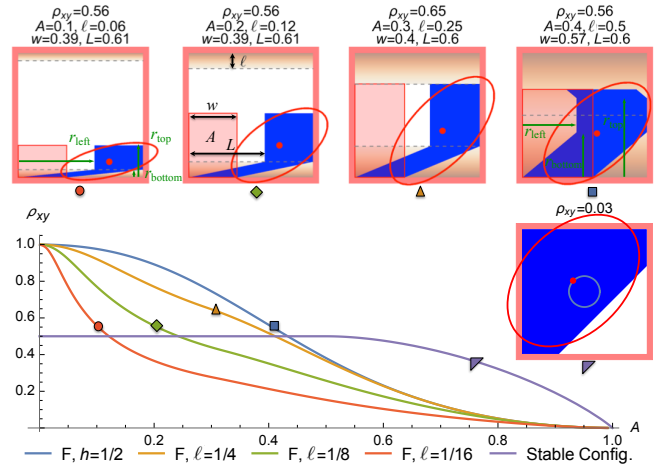 ρxy=0.56
A=0.1, ℓ=0.06
w=0.39, L=0.61
ρxy=0.56
A=0.2, ℓ=0.12
w=0.39, L=0.61
ρxy=0.65
A=0.3, ℓ=0.25
w=0.4, L=0.6
ρxy=0.56
A=0.4, ℓ=0.5
w=0.57, L=0.6
rleft
rtop
rbottom
ℓ
w
A
L
rleft
rtop
rbottom
ρxy=0.03
ρxy
1.0
0.8
0.6
0.4
0.2
0.2
0.4
0.6
0.8
1.0
A
F, h=1/2
F, ℓ=1/4
F, ℓ=1/8
F, ℓ=1/16
Stable Config.